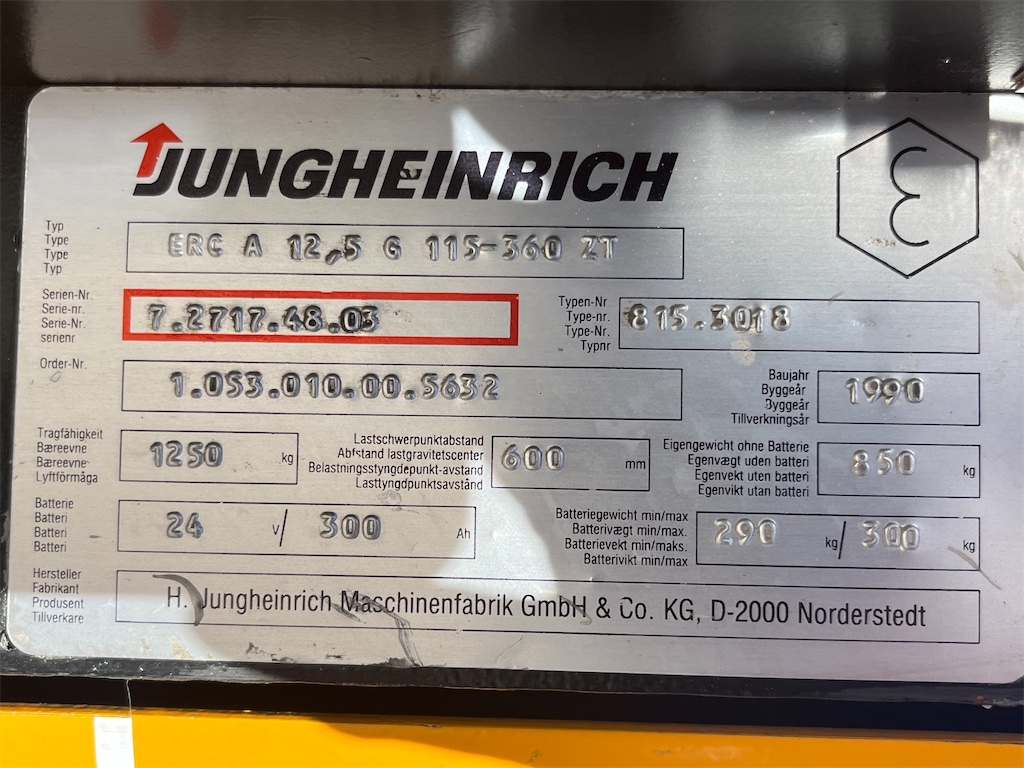 JUNGHEINRICH
Typ
Type
Type
Typ
ERC A 12,5 G 115-360 ZT
Serien-Nr.
Serie-nr.
Serie-Nr.
serienr
7.2717.48.03
Typen-Nr
Type-nr.
Type-Nr.
Typnr
815.3018
Order-Nr.
1.053.010.00.5632
Baujahr
Byggeår
Byggeår
Tillverkningsår
1990
Tragfähigkeit
Bæreevne
Bæreevne
Lyftförmåga
1250 kg
Lastschwerpunktabstand
Afstand lastgravitetscenter
Belastningsstyngdepunkt-avstand
Lasttyngdpunktsavstånd
600 mm
Eigengewicht ohne Batterie
Egenvægt uden batteri
Egenvekt uten batteri
Egenvikt utan batteri
850 kg
Batterie
Batteri
Batteri
Batteri
24 v/ 300 Ah
Batteriegewicht min/max
Batterivægt min/max.
Batterievekt min/maks.
Batterivikt min/max
290 kg/ 300 kg
Hersteller
Fabrikant
Produsent
Tillverkare
H. Jungheinrich Maschinenfabrik GmbH & Co. KG, D-2000 Norderstedt